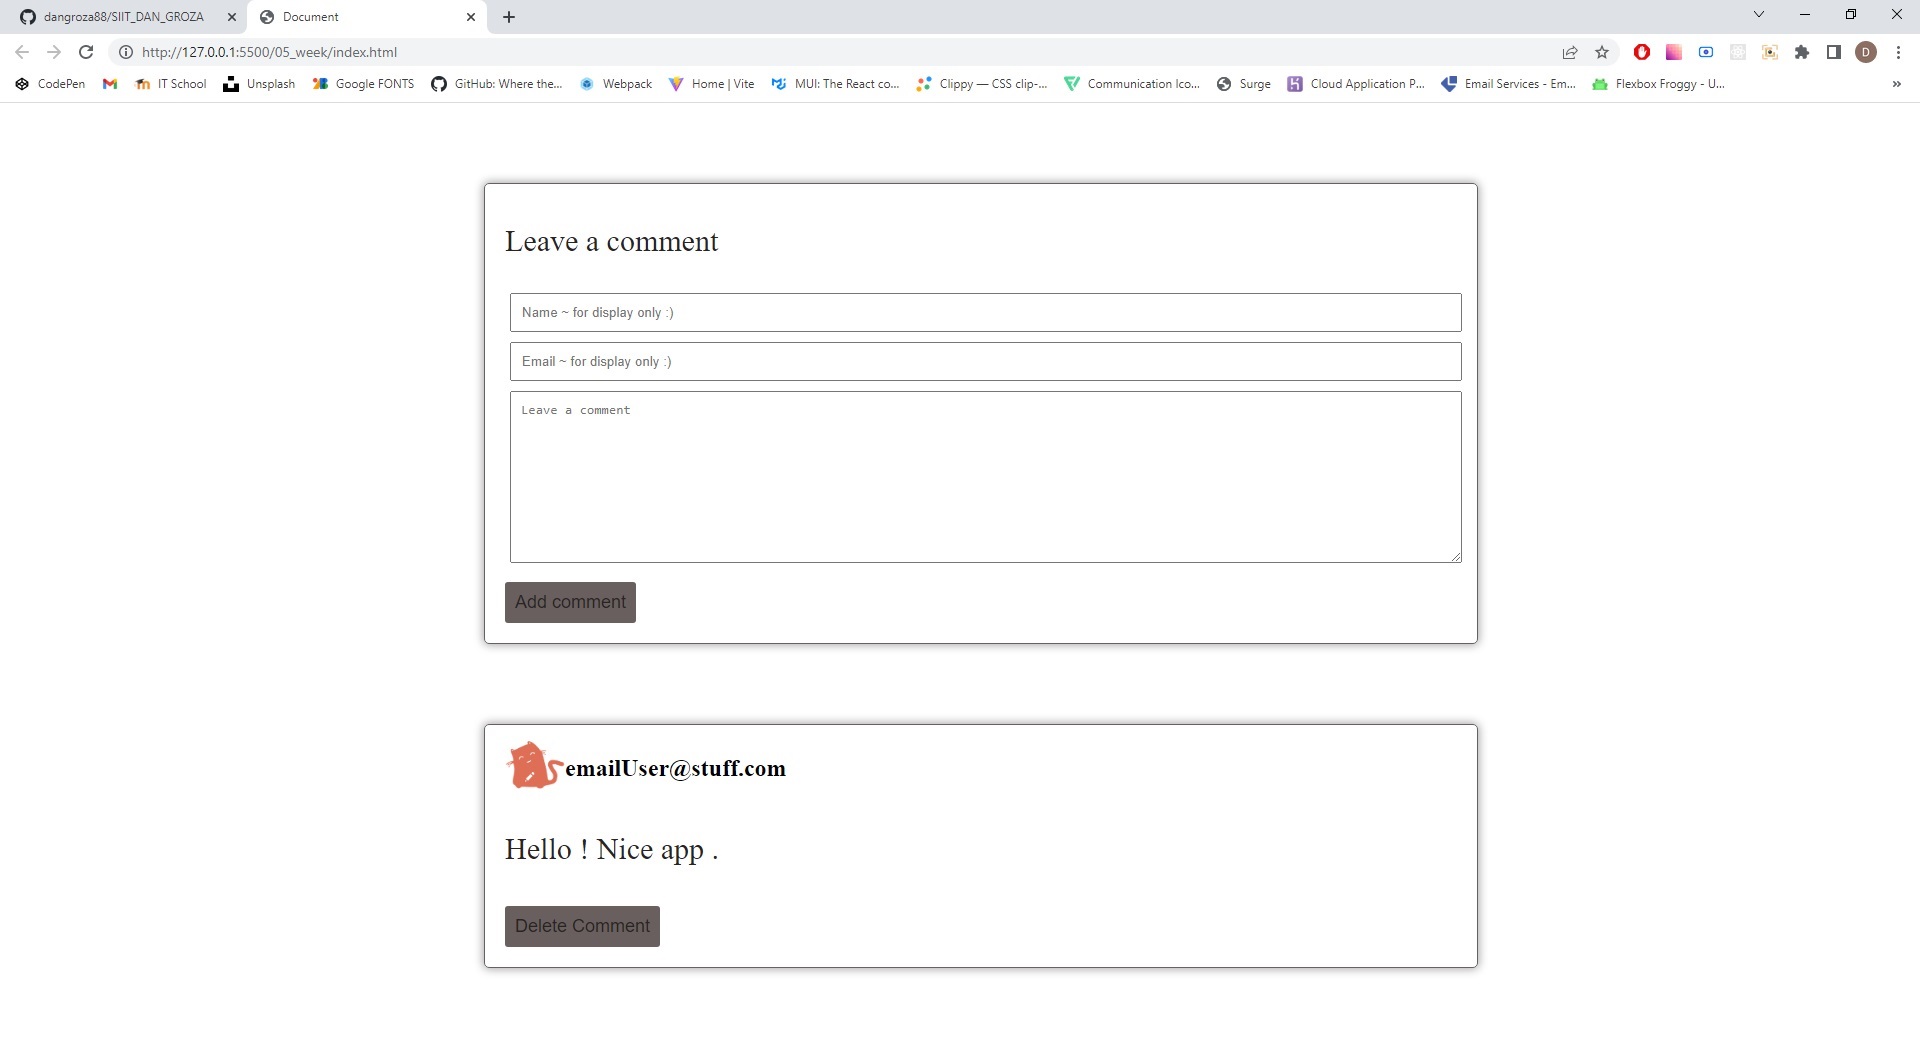 dangroza88/SIIT_DAN_GROZA
Document
http://127.0.0.1:5500/05_week/index.html
D
CodePen
IT School
Unsplash
Google FONTS
GitHub: Where the...
Webpack
Home | Vite
MUI: The React co...
Clippy — CSS clip-...
Communication Ico...
Surge
Cloud Application P...
Email Services - Em...
Flexbox Froggy - U...
»
Leave a comment
Name ~ for display only :)
Email ~ for display only :)
Leave a comment
Add comment
emailUser@stuff.com
Hello ! Nice app .
Delete Comment